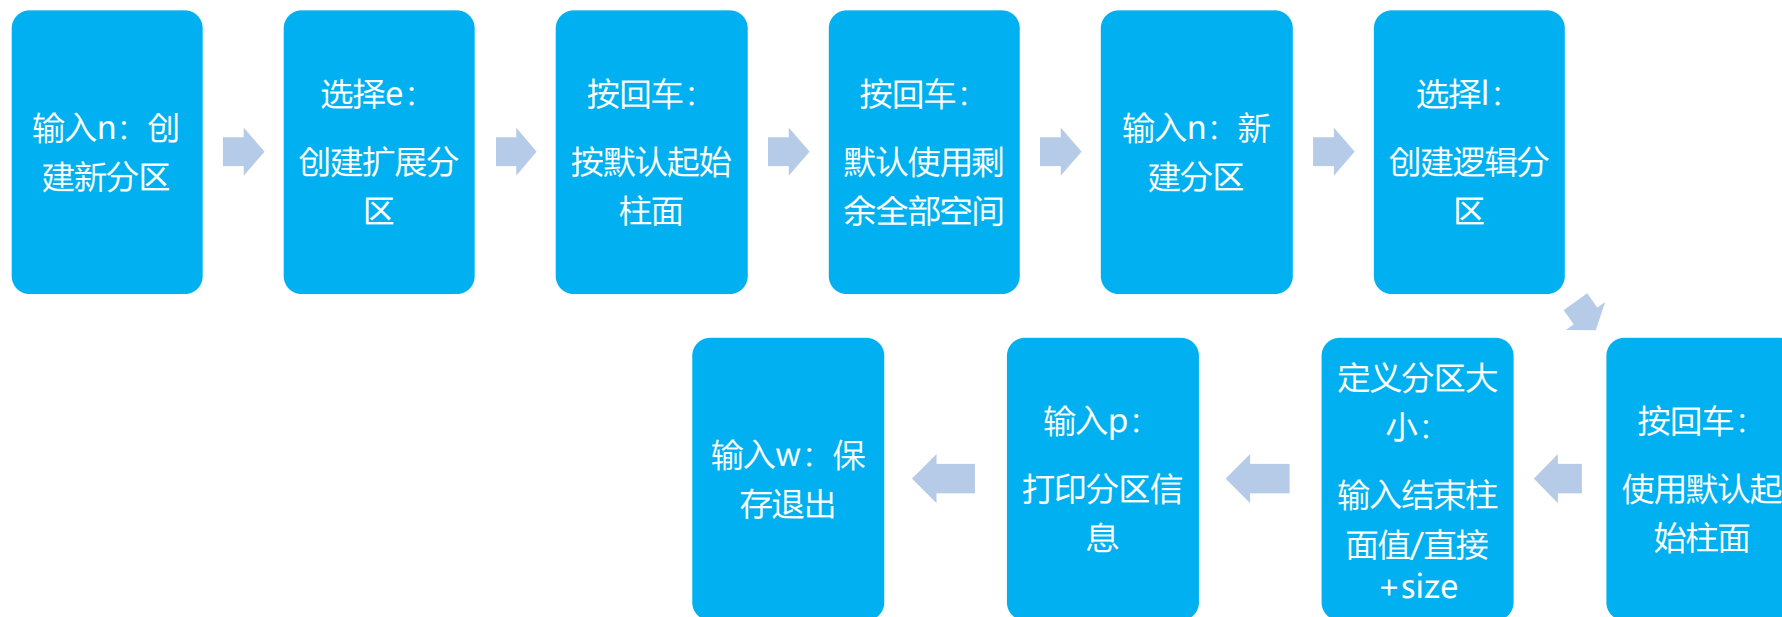 输入n：创
建新分区
选择e：
创建扩展分
区
按回车：
按默认起始
柱面
按回车：
默认使用剩
余全部空间
输入n：新
建分区
选择l：
创建逻辑分
区
按回车：
使用默认起
始柱面
定义分区大
小：
输入结束柱
面值/直接
+size
输入p：
打印分区信
息
输入w：保
存退出